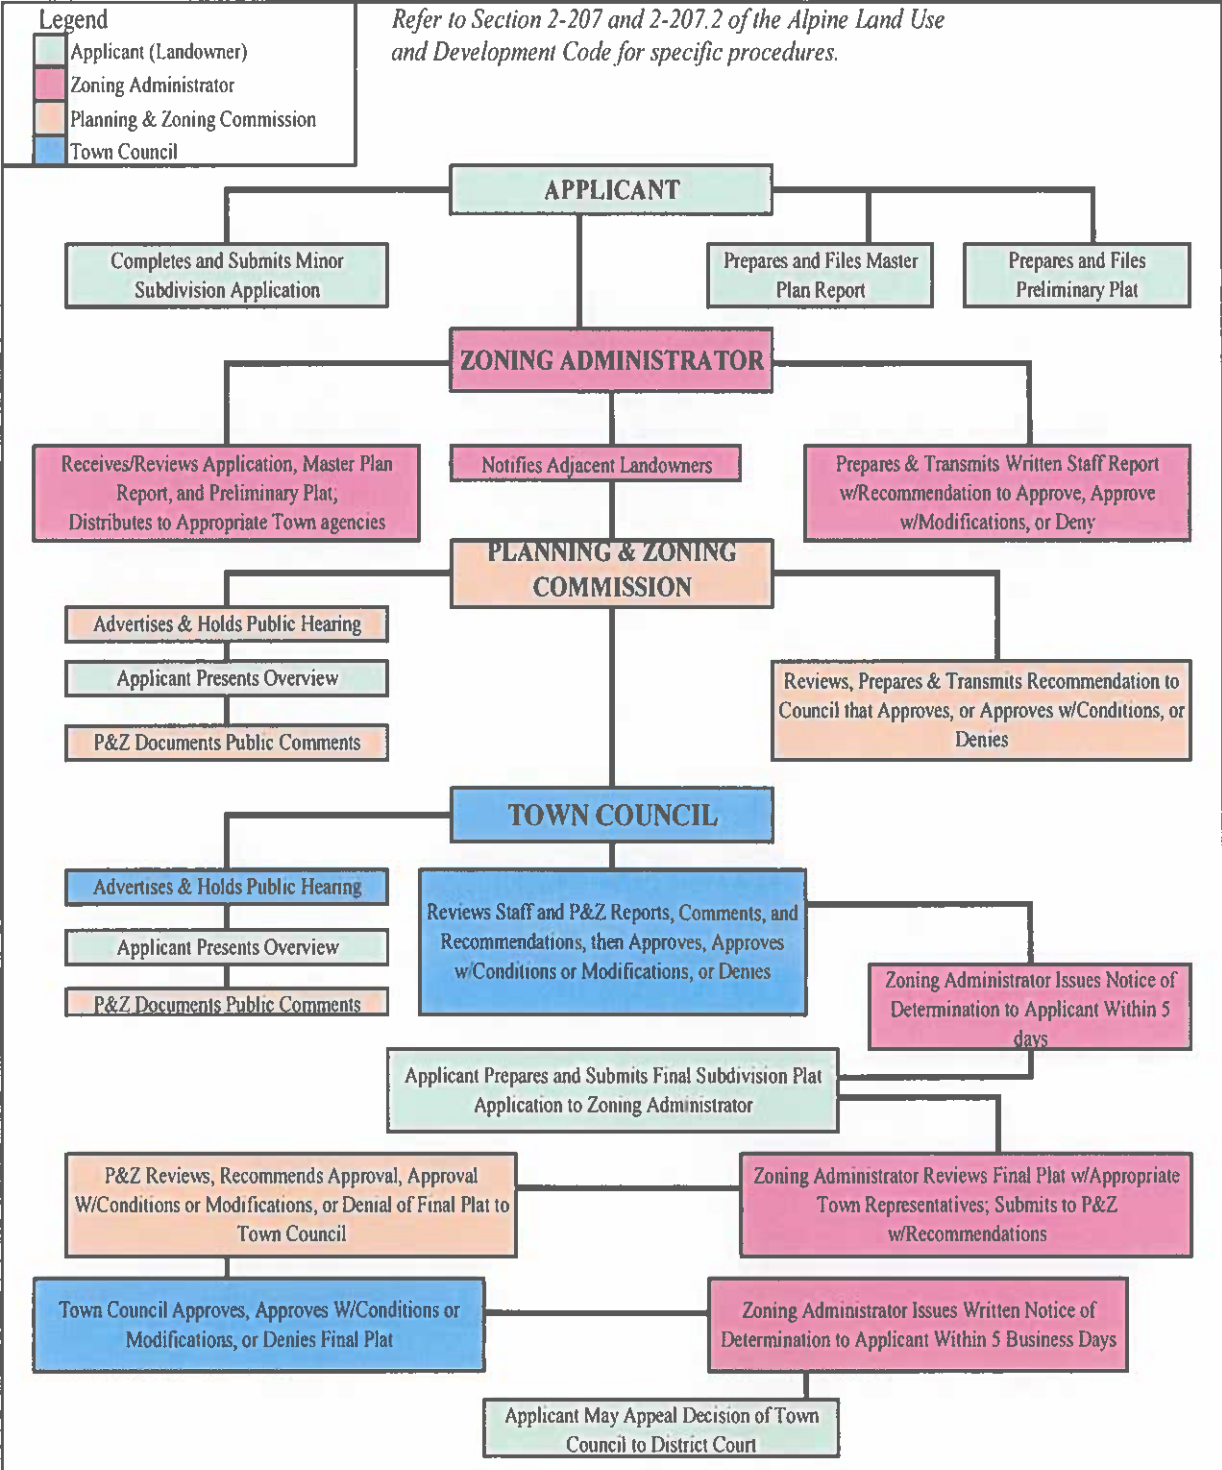 Legend
Applicant (Landowner)
Zoning Administrator
Planning & Zoning Commission
Town Council
Refer to Section 2-207 and 2-207.2 of the Alpine Land Use
and Development Code for specific procedures.
APPLICANT
Completes and Submits Minor
Subdivision Application
Prepares and Files Master
Plan Report
Prepares and Files
Preliminary Plat
ZONING ADMINISTRATOR
Receives/Reviews Application, Master Plan
Report, and Preliminary Plat;
Distributes to Appropriate Town agencies
Notifies Adjacent Landowners
Prepares & Transmits Written Staff Report
w/Recommendation to Approve, Approve
w/Modifications, or Deny
PLANNING & ZONING
COMMISSION
Advertises & Holds Public Hearing
Applicant Presents Overview
P&Z Documents Public Comments
Reviews, Prepares & Transmits Recommendation to
Council that Approves, or Approves w/Conditions, or
Denies
TOWN COUNCIL
Advertises & Holds Public Hearing
Applicant Presents Overview
P&Z Documents Public Comments
Reviews Staff and P&Z Reports, Comments, and
Recommendations, then Approves, Approves
w/Conditions or Modifications, or Denies
Zoning Administrator Issues Notice of
Determination to Applicant Within 5
days
Applicant Prepares and Submits Final Subdivision Plat
Application to Zoning Administrator
P&Z Reviews, Recommends Approval, Approval
W/Conditions or Modifications, or Denial of Final Plat to
Town Council
Zoning Administrator Reviews Final Plat w/Appropriate
Town Representatives; Submits to P&Z
w/Recommendations
Town Council Approves, Approves W/Conditions or
Modifications, or Denies Final Plat
Zoning Administrator Issues Written Notice of
Determination to Applicant Within 5 Business Days
Applicant May Appeal Decision of Town
Council to District Court